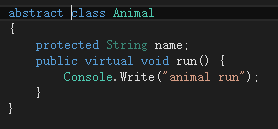 abstract class Animal
{
    protected String name;
    public virtual void run() {
        Console.Write("animal run");
    }
}